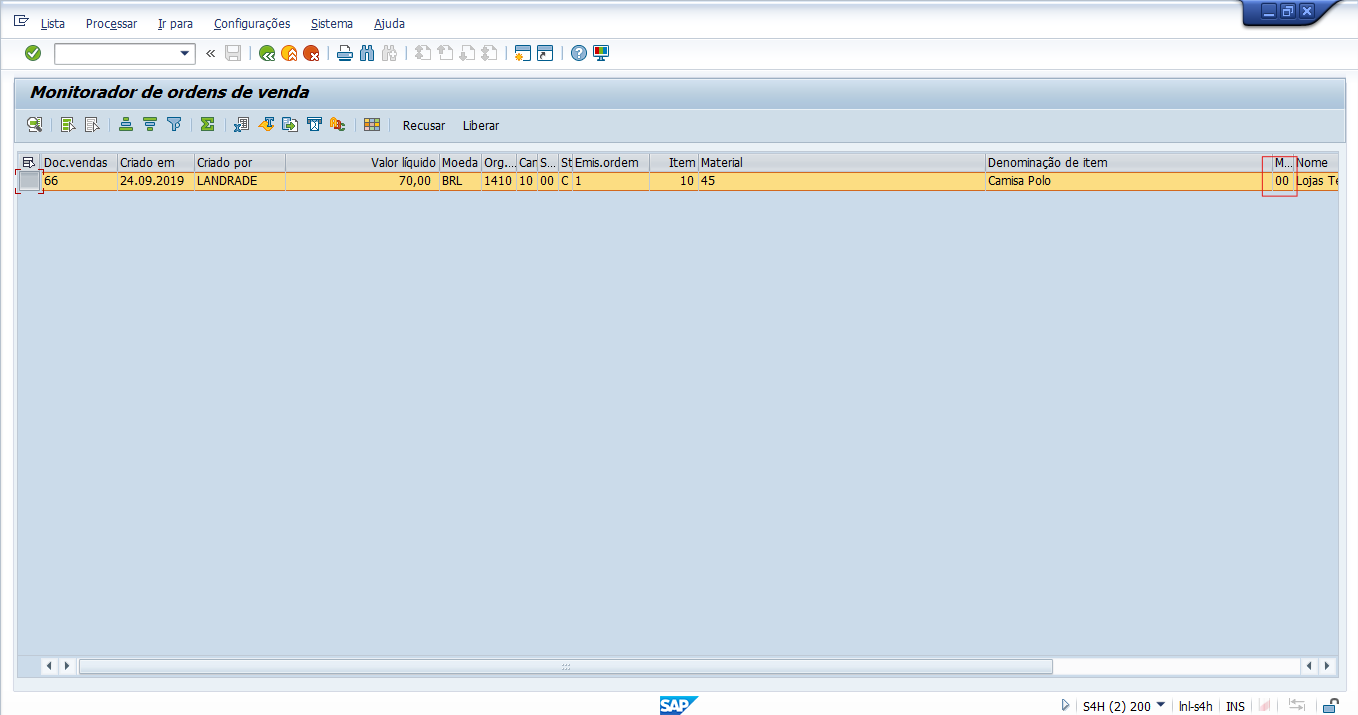 Lista Processar Ir para Configurações Sistema Ajuda
Monitorador de ordens de venda
Recusar Liberar
Doc.vendas Criado em Criado por Valor líquido Moeda Org.... Can S... St Emis.ordem Item Material Denominação de item M... Nome
66 24.09.2019 LANDRADE 70,00 BRL 1410 10 00 C 1 10 45 Camisa Polo 00 Lojas Te
SAP S4H (2) 200 lnl-s4h INS